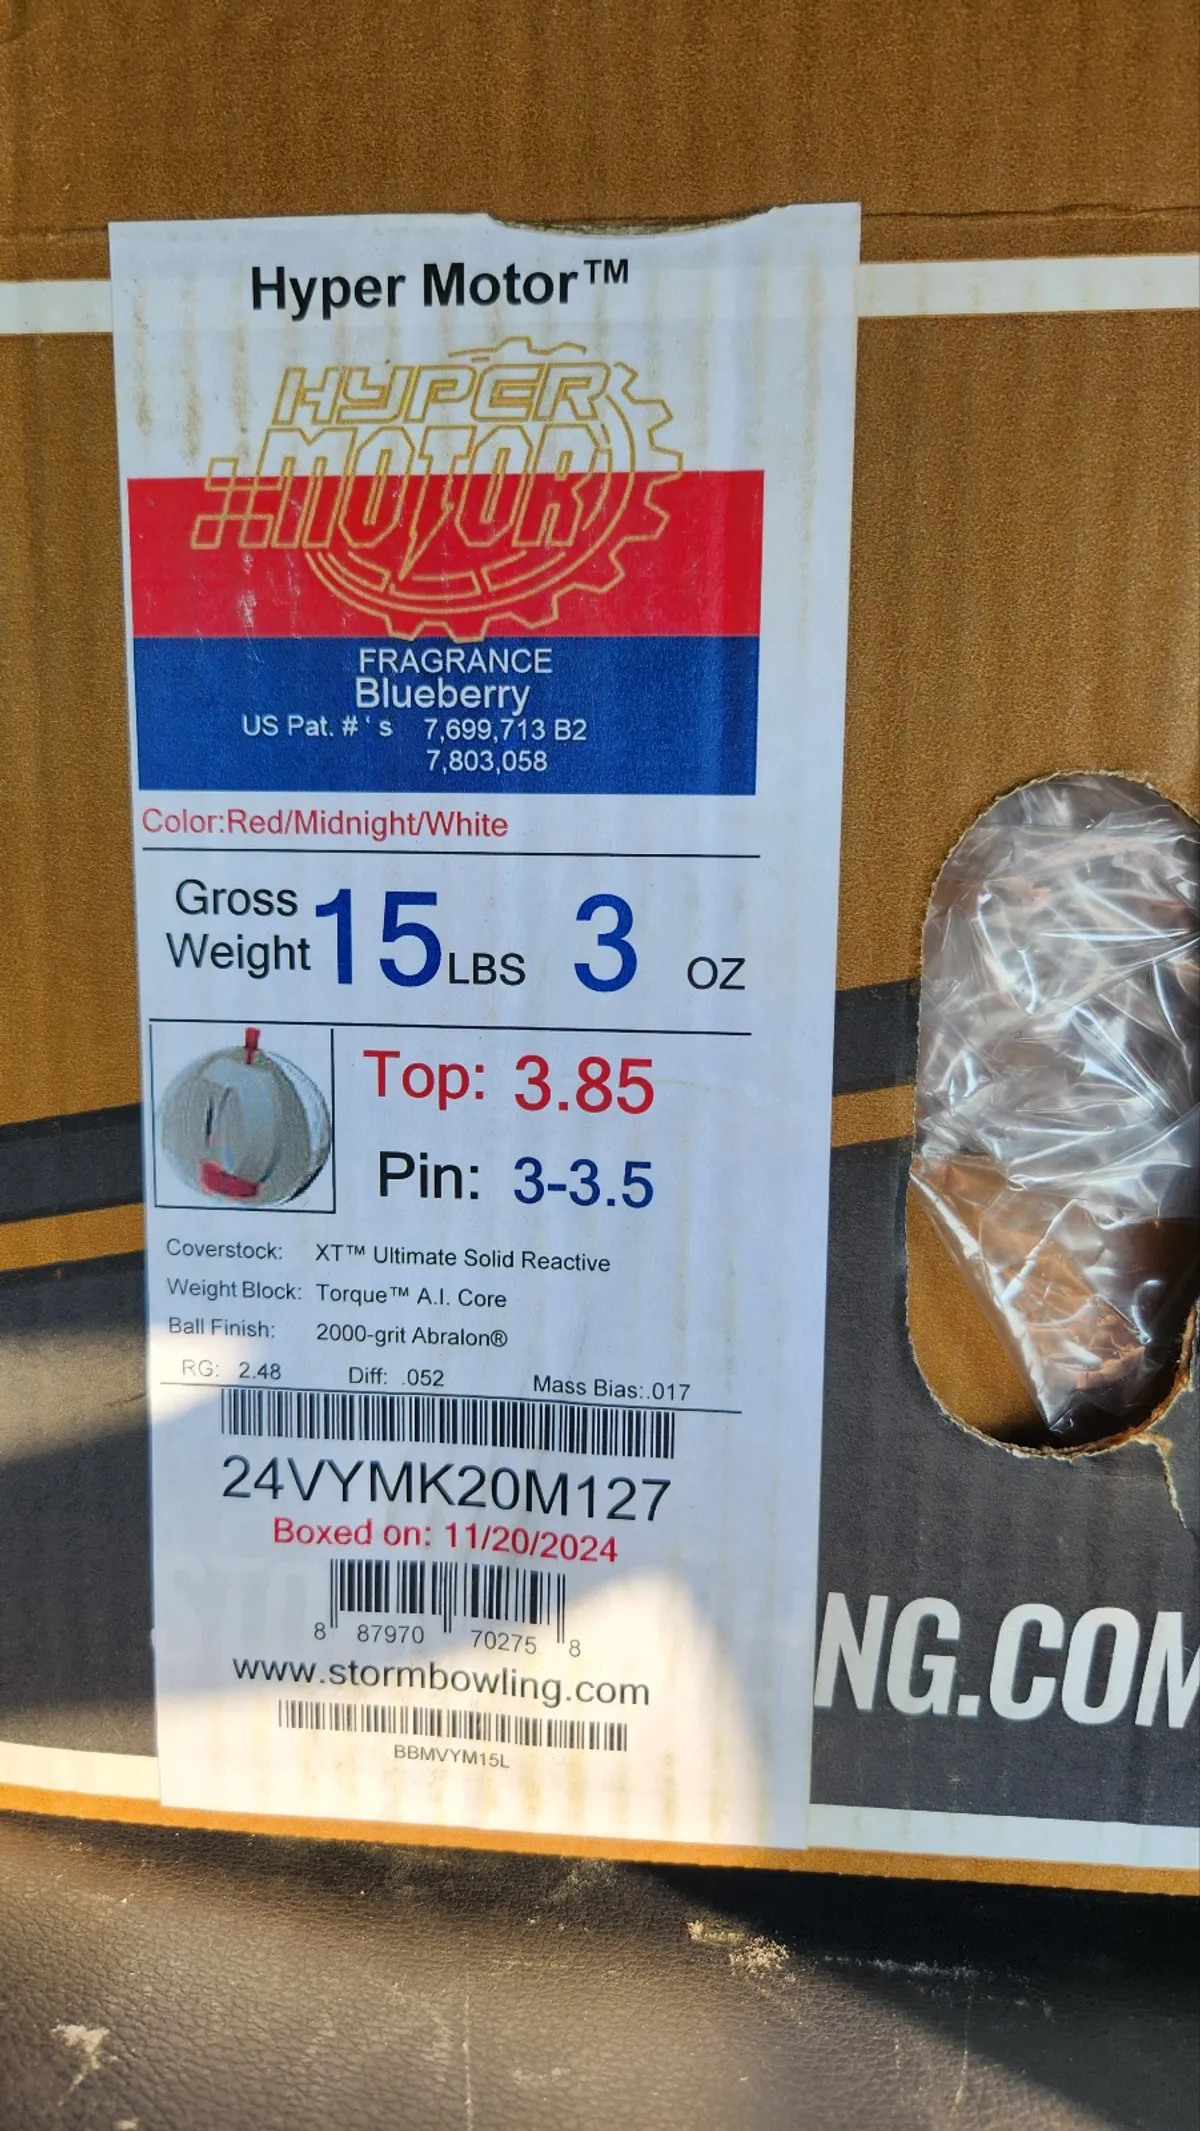 Hyper Motor™
HYPER
MOTOR
FRAGRANCE
Blueberry
US Pat. #'s 7,699,713 B2
7,803,058
Color:Red/Midnight/White
Gross Weight 15 LBS 3 OZ
Top: 3.85
Pin: 3-3.5
Coverstock: XT™ Ultimate Solid Reactive
Weight Block: Torque™ A.I. Core
Ball Finish: 2000-grit Abralon®
RG: 2.48 Diff: .052 Mass Bias:.017
24VYMK20M127
Boxed on: 11/20/2024
8 87970 70275 8
www.stormbowling.com
BBMVYM15L
NG.COM